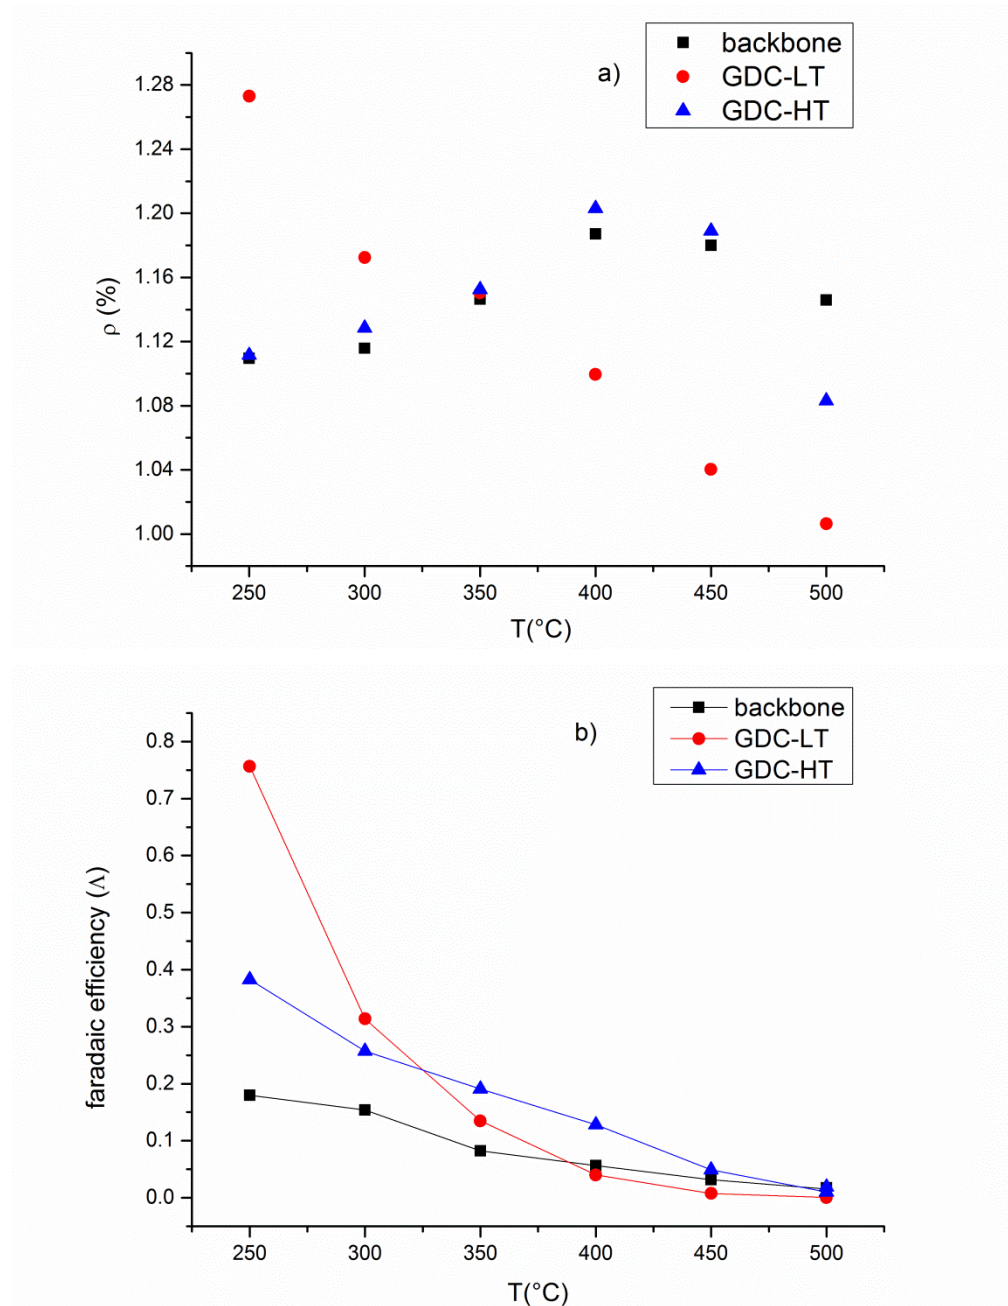 a)
backbone
GDC-LT
GDC-HT
ρ (%)
1.28
1.24
1.20
1.16
1.12
1.08
1.04
1.00
250 300 350 400 450 500
T(°C)
b)
backbone
GDC-LT
GDC-HT
faradaic efficiency (Λ)
0.8
0.7
0.6
0.5
0.4
0.3
0.2
0.1
0.0
250 300 350 400 450 500
T(°C)